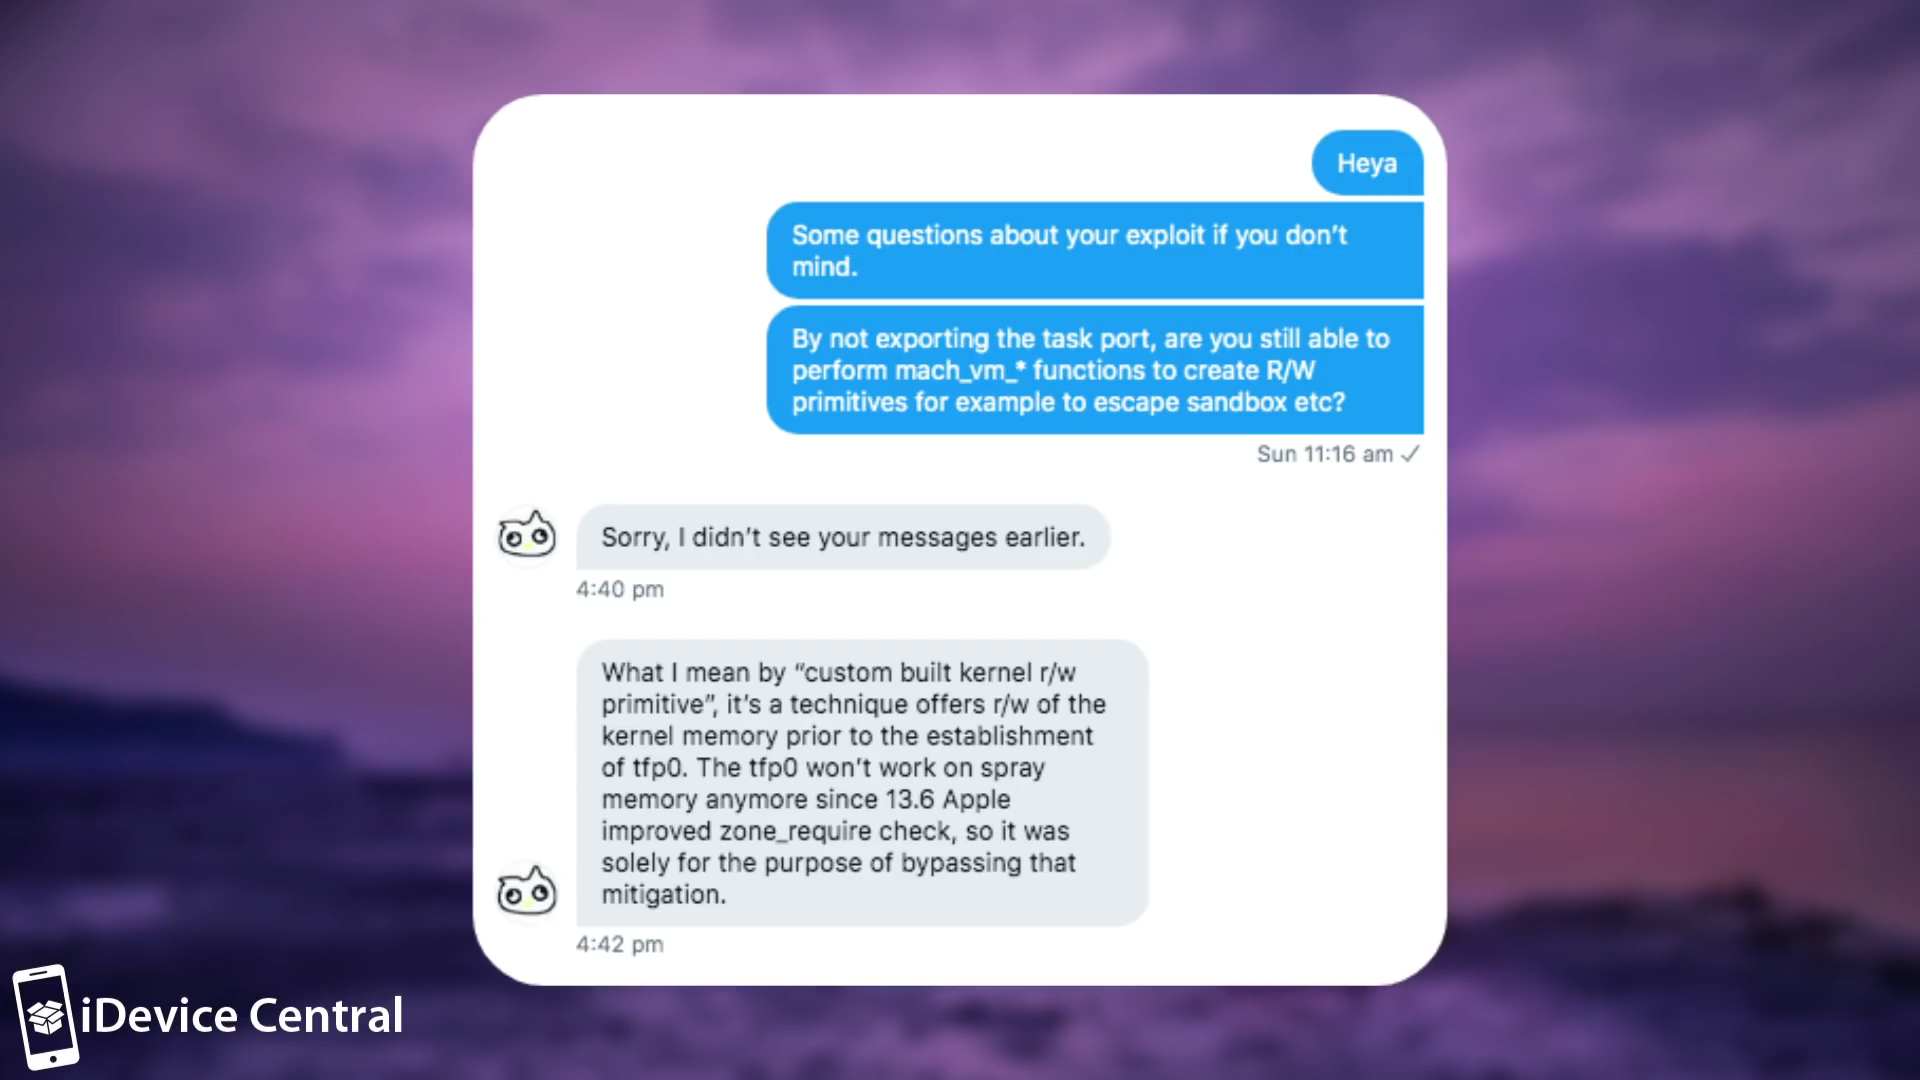 Heya
Some questions about your exploit if you don’t
mind.
By not exporting the task port, are you still able to
perform mach_vm_* functions to create R/W
primitives for example to escape sandbox etc?
Sun 11:16 am ✓
Sorry, I didn’t see your messages earlier.
4:40 pm
What I mean by “custom built kernel r/w
primitive”, it’s a technique offers r/w of the
kernel memory prior to the establishment
of tfp0. The tfp0 won’t work on spray
memory anymore since 13.6 Apple
improved zone_require check, so it was
solely for the purpose of bypassing that
mitigation.
4:42 pm
iDevice Central